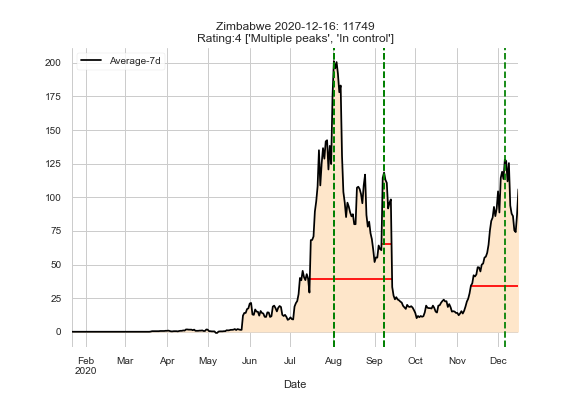 Zimbabwe 2020-12-16: 11749
Rating:4 ['Multiple peaks', 'In control']
Average-7d
200
175
150
125
100
75
50
25
0
Feb Mar Apr May Jun Jul Aug Sep Oct Nov Dec
2020
Date